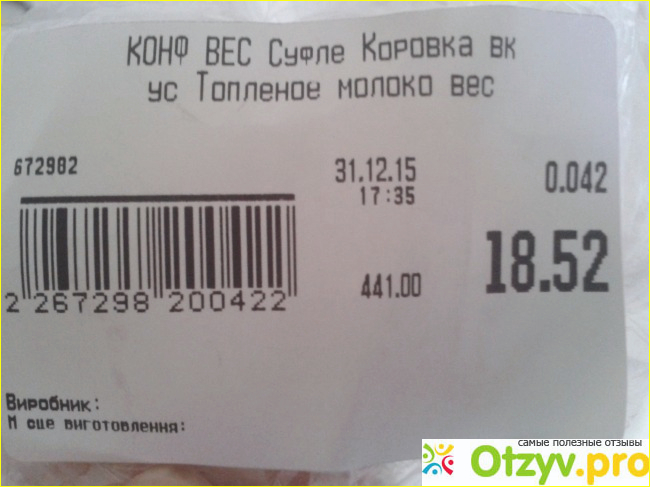 КОНФ ВЕС Суфле Коровка вк
ус Топленое молоко вес
672982
31.12.15
0.042
17:35
441.00
18.52
2 267298 200422
Виробник:
М сце виготовлення:
самые полезные отзывы
Otzyv.pro